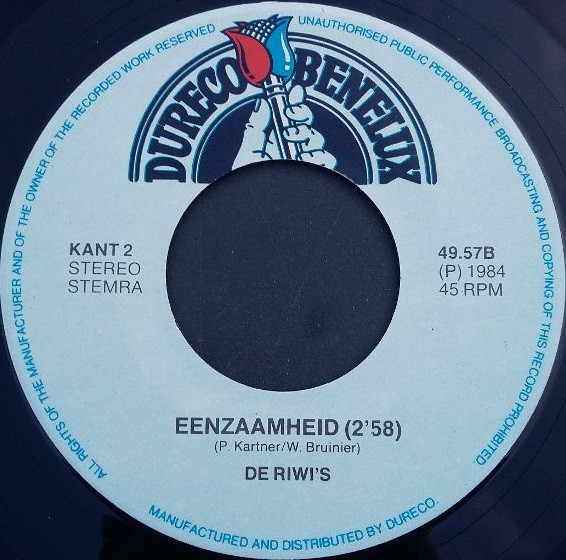 ALL RIGHTS OF THE MANUFACTURER AND OF THE OWNER OF THE RECORDED WORK RESERVED
UNAUTHORISED PUBLIC PERFORMANCE BROADCASTING AND COPYING OF THIS RECORD PROHIBITED.
DURECO BENELUX
KANT 2
STEREO
STEMRA
49.57B
(P) 1984
45 RPM
EENZAAMHEID (2'58)
(P. Kartner/W. Bruinier)
DE RIWI'S
MANUFACTURED AND DISTRIBUTED BY DURECO.